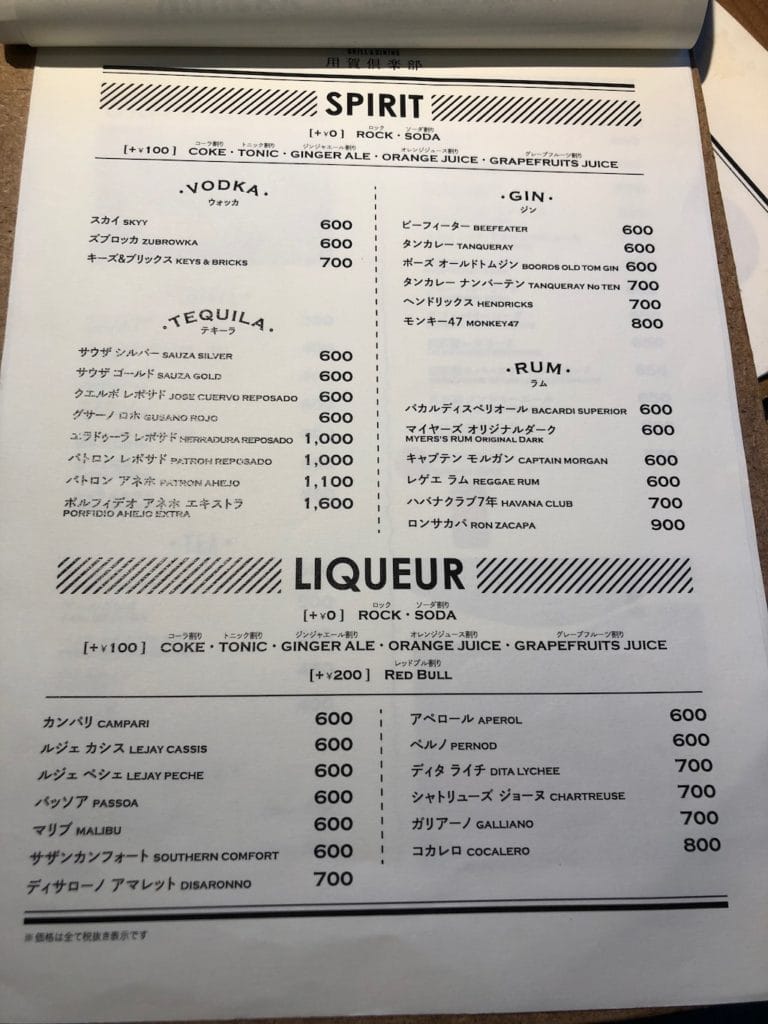 GRILL & DINING
用賀倶楽部
SPIRIT
ロック ソーダ割り
[+¥0] ROCK・SODA
コーラ割り トニック割り ジンジャエール割り オレンジジュース割り グレープフルーツ割り
[+¥100] COKE・TONIC・GINGER ALE・ORANGE JUICE・GRAPEFRUITS JUICE
・VODKA・
ウォッカ
スカイ SKYY 600
ズブロッカ ZUBROWKA 600
キーズ&ブリックス KEYS & BRICKS 700
・TEQUILA・
テキーラ
サウザ シルバー SAUZA SILVER 600
サウザ ゴールド SAUZA GOLD 600
クエルボ レポサド JOSE CUERVO REPOSADO 600
グサーノ ロホ GUSANO ROJO 600
エラドゥーラ レポサド HERRADURA REPOSADO 1,000
パトロン レポサド PATRON REPOSADO 1,000
パトロン アネホ PATRON AHEJO 1,100
ポルフィデオ アネホ エキストラ 1,600
PORFIDIO AHEJO EXTRA
・GIN・
ジン
ビーフィーター BEEFEATER 600
タンカレー TANQUERAY 600
ボーズ オールドトムジン BOORDS OLD TOM GIN 600
タンカレー ナンバーテン TANQUERAY No TEN 700
ヘンドリックス HENDRICKS 700
モンキー47 MONKEY47 800
・RUM・
ラム
バカルディスペリオール BACARDI SUPERIOR 600
マイヤーズ オリジナルダーク 600
MYERS'S RUM ORIGINAL DARK
キャプテン モルガン CAPTAIN MORGAN 600
レゲエ ラム REGGAE RUM 600
ハバナクラブ7年 HAVANA CLUB 700
ロンサカパ RON ZACAPA 900
LIQUEUR
ロック ソーダ割り
[+¥0] ROCK・SODA
コーラ割り トニック割り ジンジャエール割り オレンジジュース割り グレープフルーツ割り
[+¥100] COKE・TONIC・GINGER ALE・ORANGE JUICE・GRAPEFRUITS JUICE
レッドブル割り
[+¥200] RED BULL
カンパリ CAMPARI 600
ルジェ カシス LEJAY CASSIS 600
ルジェ ペシェ LEJAY PECHE 600
パッソア PASSOA 600
マリブ MALIBU 600
サザンカンフォート SOUTHERN COMFORT 600
ディサローノ アマレット DISARONNO 700
アペロール APEROL 600
ペルノ PERNOD 600
ディタ ライチ DITA LYCHEE 700
シャトリューズ ジョーヌ CHARTREUSE 700
ガリアーノ GALLIANO 700
コカレロ COCALERO 800
※価格は全て税抜き表示です